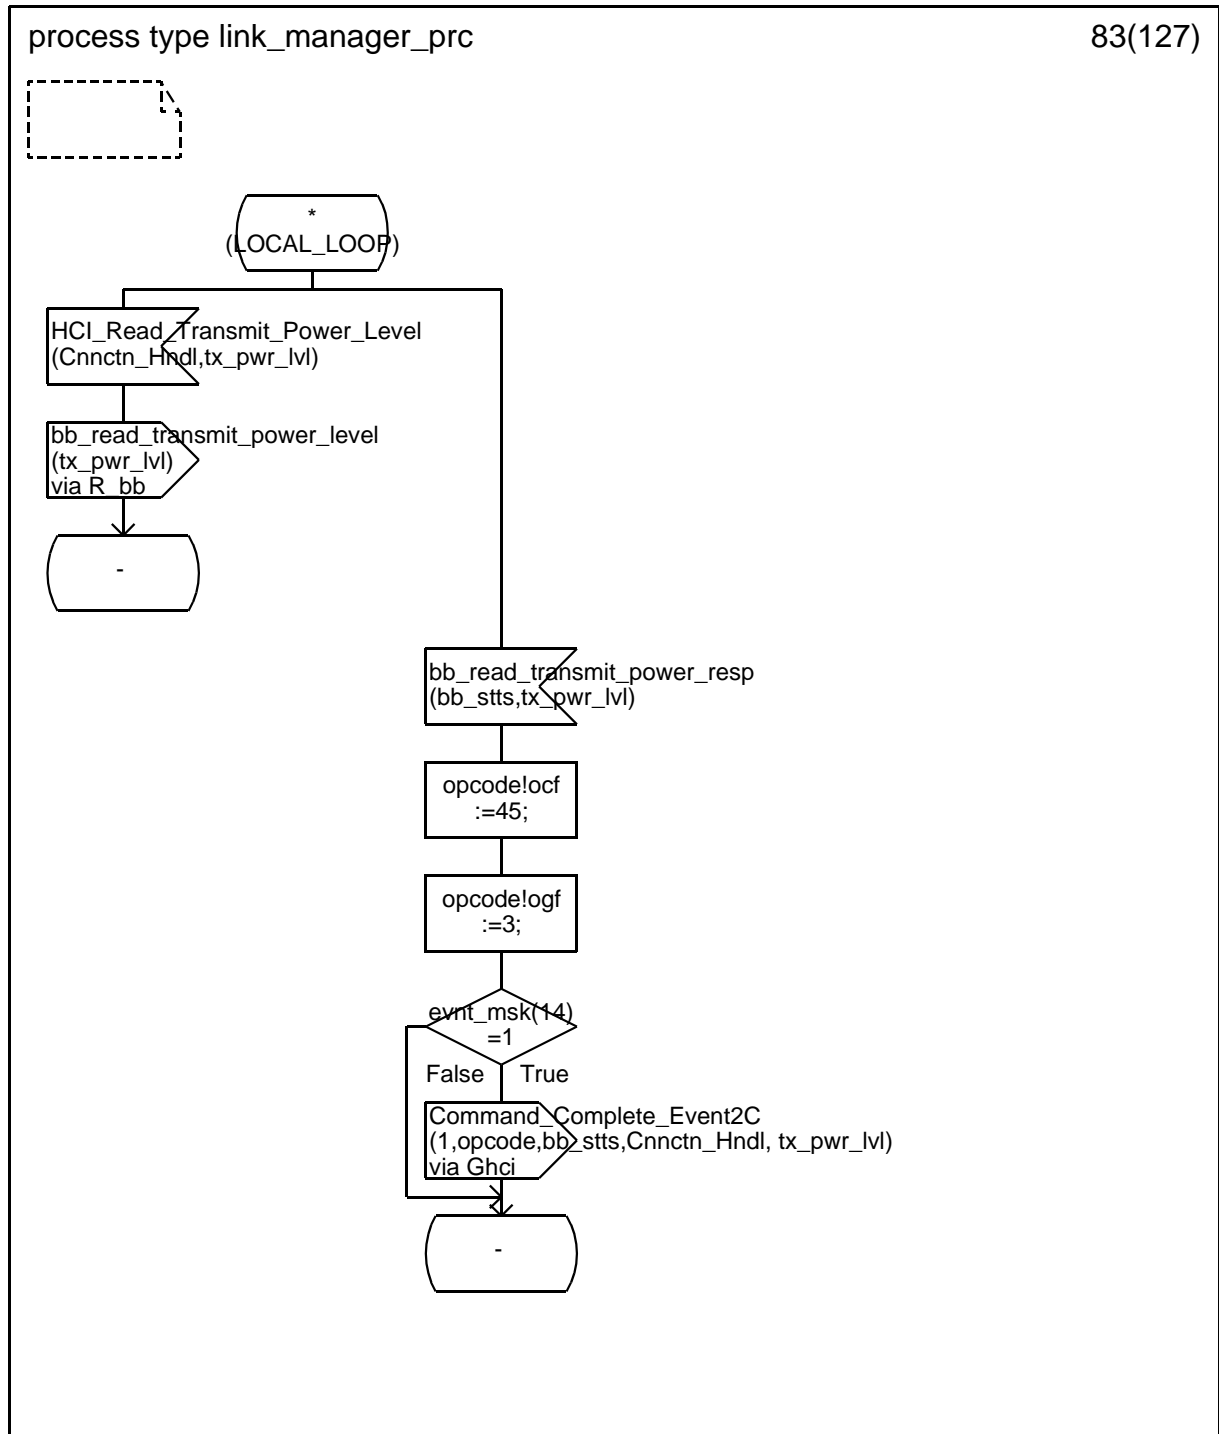 process type link_manager_prc
83(127)
*
(LOCAL_LOOP)
HCI_Read_Transmit_Power_Level
(Cnnctn_Hndl,tx_pwr_lvl)
bb_read_transmit_power_level
(tx_pwr_lvl)
via R_bb
-
bb_read_transmit_power_resp
(bb_stts,tx_pwr_lvl)
opcode!ocf
:=45;
opcode!ogf
:=3;
evnt_msk(14)
=1
False
True
Command_Complete_Event2C
(1,opcode,bb_stts,Cnnctn_Hndl, tx_pwr_lvl)
via Ghci
-